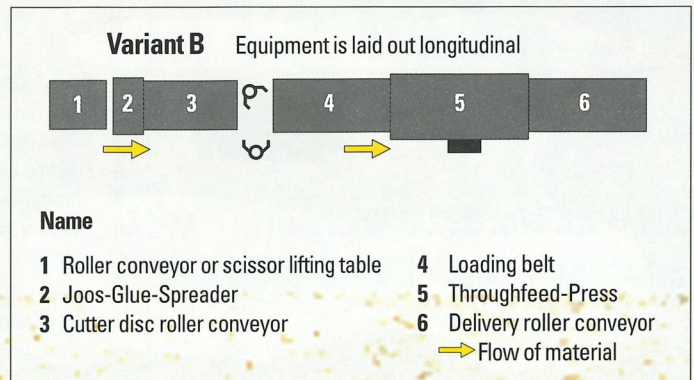 Variant B Equipment is laid out longitudinal
1 2 3 4 5 6
Name
1 Roller conveyor or scissor lifting table
2 Joos-Glue-Spreader
3 Cutter disc roller conveyor
4 Loading belt
5 Throughfeed-Press
6 Delivery roller conveyor
Flow of material